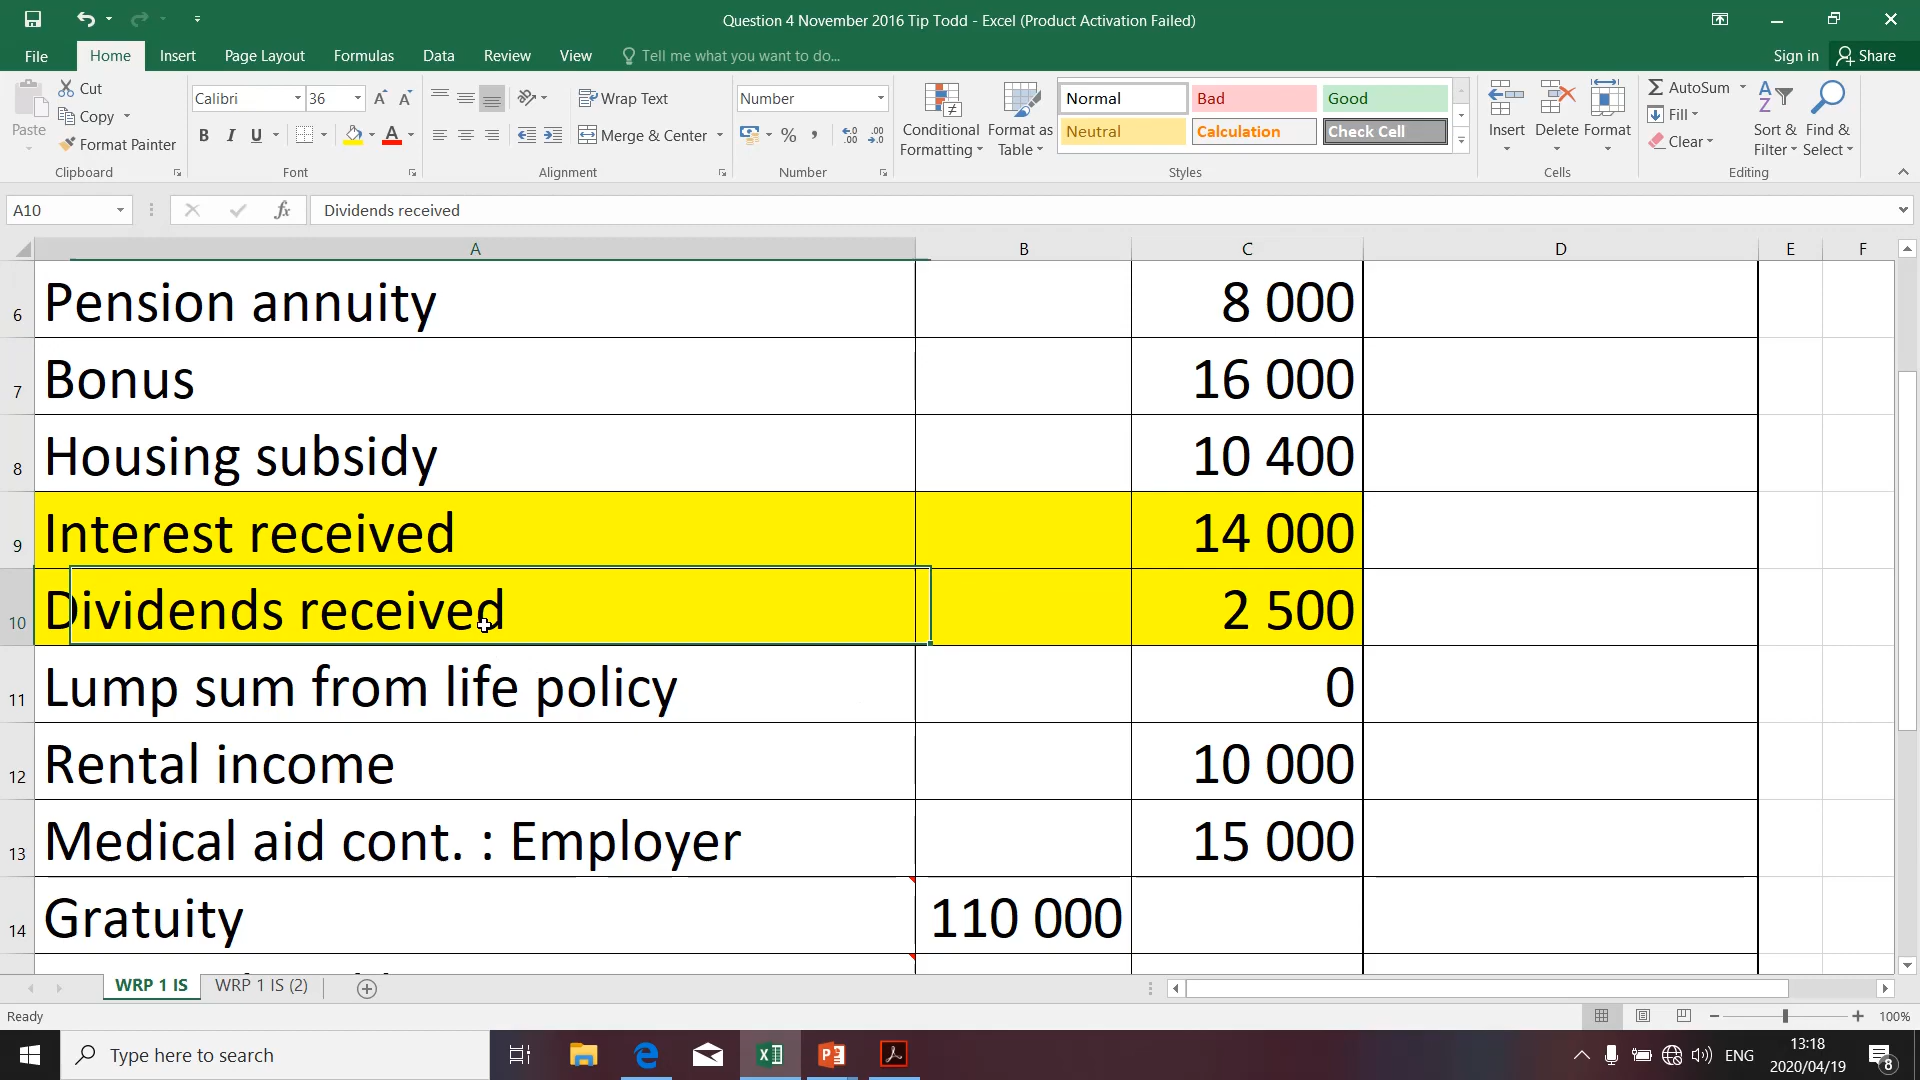 Question 4 November 2016 Tip Todd - Excel (Product Activation Failed)
File Home Insert Page Layout Formulas Data Review View Tell me what you want to do... Sign in Share
Paste Cut Copy Format Painter Clipboard
Calibri 36 A A B I U A Font
Wrap Text Merge & Center Alignment
Number % , Number
Conditional Formatting Format as Table
Normal Bad Good
Neutral Calculation Check Cell
Styles
Insert Delete Format Cells
AutoSum Fill Clear Sort & Filter Find & Select Editing
A10 fx Dividends received
A B C D E F
6 Pension annuity 8 000
7 Bonus 16 000
8 Housing subsidy 10 400
9 Interest received 14 000
10 Dividends received 2 500
11 Lump sum from life policy 0
12 Rental income 10 000
13 Medical aid cont. : Employer 15 000
14 Gratuity 110 000
WRP 1 IS WRP 1 IS (2)
Ready 100%
Type here to search ENG 13:18
2020/04/19 8